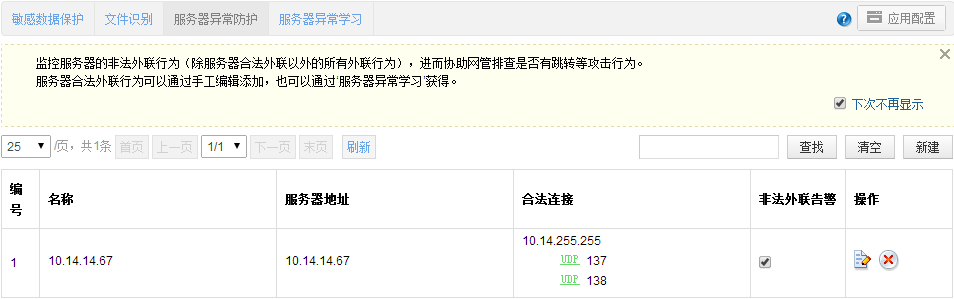 敏感数据保护 文件识别 服务器异常防护 服务器异常学习 应用配置
监控服务器的非法外联行为（除服务器合法外联以外的所有外联行为），进而协助网管排查是否有跳转等攻击行为。
服务器合法外联行为可以通过手工编辑添加，也可以通过'服务器异常学习'获得。
下次不再显示
25 /页，共1条 首页 上一页 1/1 下一页 末页 刷新 查找 清空 新建
编号 名称 服务器地址 合法连接 非法外联告警 操作
1 10.14.14.67 10.14.14.67 10.14.255.255
UDP 137
UDP 138